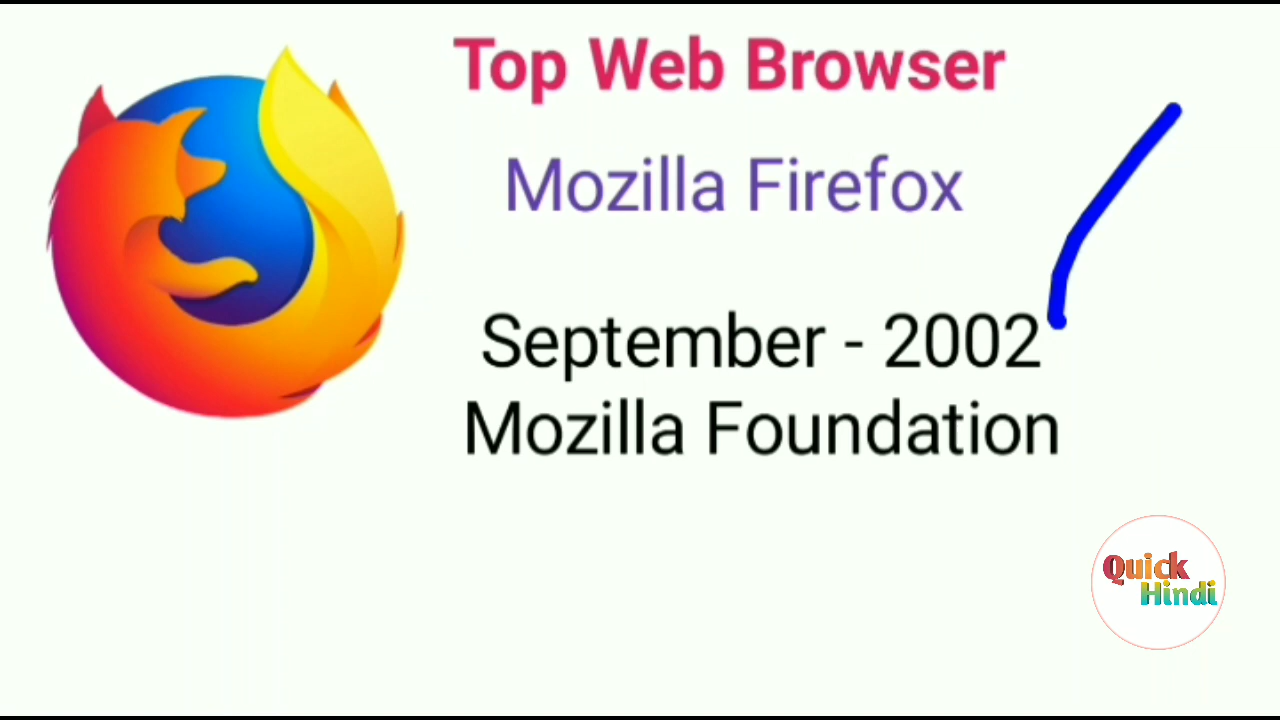 Top Web Browser
Mozilla Firefox
September - 2002
Mozilla Foundation
Quick
Hindi